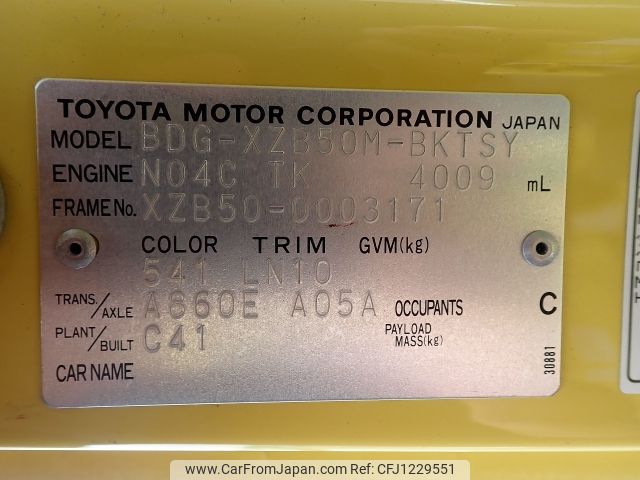 TOYOTA MOTOR CORPORATION JAPAN
MODEL BDG-XZB50M-BKTSY
ENGINE N04C TK 4009 mL
FRAME No. XZB50-0003171
COLOR TRIM GVM(kg)
541 LN10
TRANS./AXLE A860E A05A OCCUPANTS C
PLANT/BUILT C41 PAYLOAD MASS(kg)
CAR NAME
30881
www.CarFromJapan.com | CFJ1229551